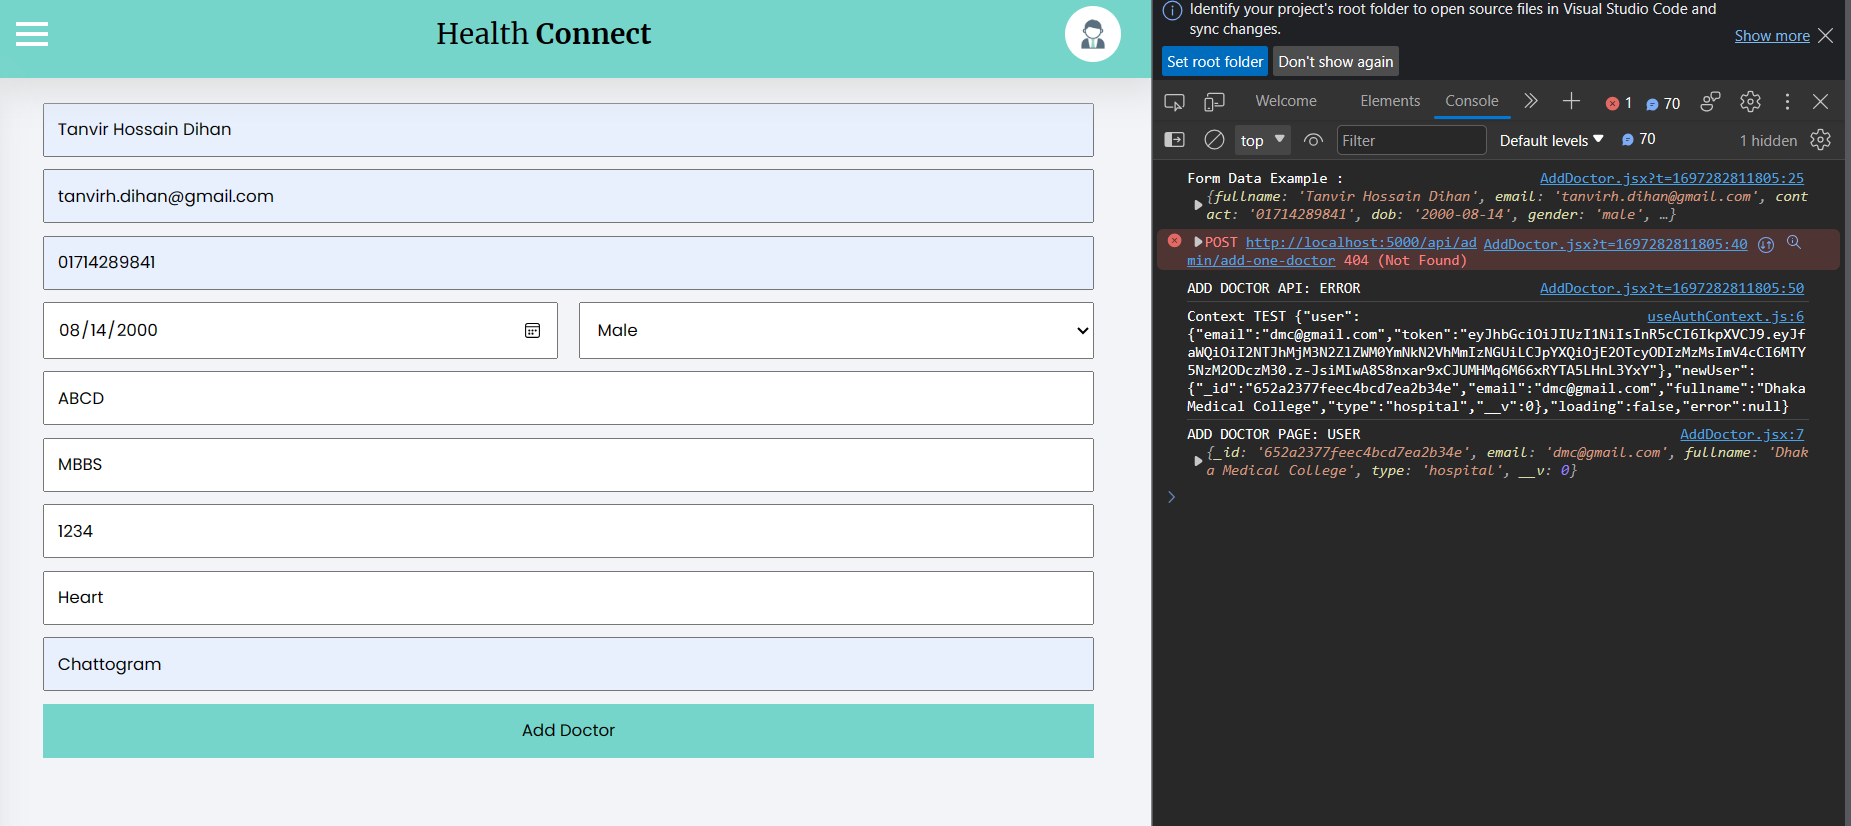 Health Connect
Tanvir Hossain Dihan
tanvirh.dihan@gmail.com
01714289841
08/14/2000
Male
ABCD
MBBS
1234
Heart
Chattogram
Add Doctor
Identify your project's root folder to open source files in Visual Studio Code and
sync changes.
Show more
Set root folder
Don't show again
Welcome
Elements
Console
1
70
top
Filter
Default levels
70
1 hidden
Form Data Example : AddDoctor.jsx?t=1697282811805:25
{fullname: 'Tanvir Hossain Dihan', email: 'tanvirh.dihan@gmail.com', cont
act: '01714289841', dob: '2000-08-14', gender: 'male', …}
POST http://localhost:5000/api/ad AddDoctor.jsx?t=1697282811805:40
min/add-one-doctor 404 (Not Found)
ADD DOCTOR API: ERROR AddDoctor.jsx?t=1697282811805:50
Context TEST {"user": useAuthContext.js:6
{"email":"dmc@gmail.com","token":"eyJhbGciOiJIUzI1NiIsInR5cCI6IkpXVCJ9.eyJf
aWQiOiI2NTJhMjM3N2ZlZWM0YmNkN2VhMmIzNGUiLCJpYXQiOjE2OTcyODIzMzMsImV4cCI6MTY
5NzM2ODczM30.z-JsiMIwA8S8nxar9xCJUMHMq6M66xRYTA5LHnL3YxY"},"newUser":
{"_id":"652a2377feec4bcd7ea2b34e","email":"dmc@gmail.com","fullname":"Dhaka
Medical College","type":"hospital","__v":0},"loading":false,"error":null}
ADD DOCTOR PAGE: USER AddDoctor.jsx:7
{_id: '652a2377feec4bcd7ea2b34e', email: 'dmc@gmail.com', fullname: 'Dhak
a Medical College', type: 'hospital', __v: 0}